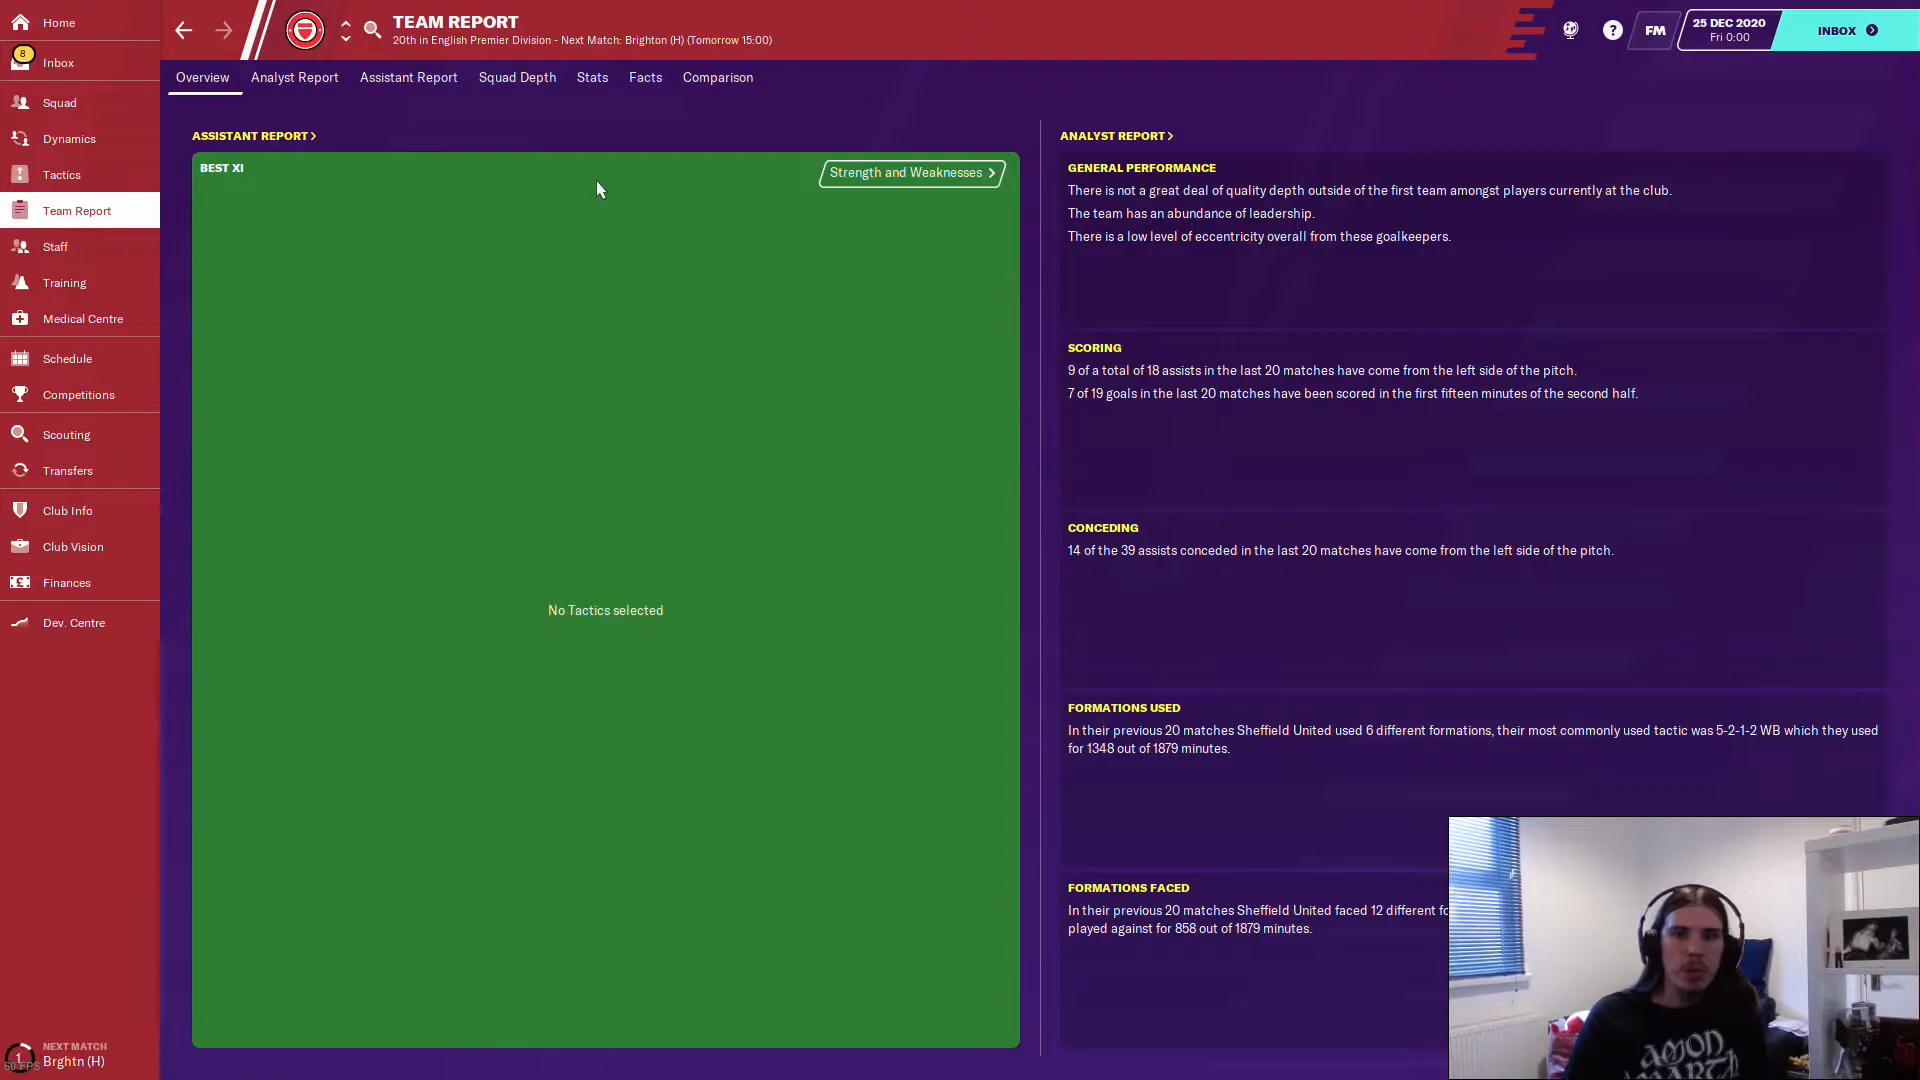 Home
8
Inbox
Squad
Dynamics
Tactics
Team Report
Staff
Training
Medical Centre
Schedule
Competitions
Scouting
Transfers
Club Info
Club Vision
Finances
Dev. Centre
NEXT MATCH
1
Brghtn (H)
60 FPS
TEAM REPORT
20th in English Premier Division - Next Match: Brighton (H) (Tomorrow 15:00)
?
FM
25 DEC 2020
Fri 0:00
INBOX
Overview
Analyst Report
Assistant Report
Squad Depth
Stats
Facts
Comparison
ASSISTANT REPORT >
BEST XI
Strength and Weaknesses >
No Tactics selected
ANALYST REPORT >
GENERAL PERFORMANCE
There is not a great deal of quality depth outside of the first team amongst players currently at the club.
The team has an abundance of leadership.
There is a low level of eccentricity overall from these goalkeepers.
SCORING
9 of a total of 18 assists in the last 20 matches have come from the left side of the pitch.
7 of 19 goals in the last 20 matches have been scored in the first fifteen minutes of the second half.
CONCEDING
14 of the 39 assists conceded in the last 20 matches have come from the left side of the pitch.
FORMATIONS USED
In their previous 20 matches Sheffield United used 6 different formations, their most commonly used tactic was 5-2-1-2 WB which they used
for 1348 out of 1879 minutes.
FORMATIONS FACED
In their previous 20 matches Sheffield United faced 12 different fo
played against for 858 out of 1879 minutes.
AMON
AMARTH